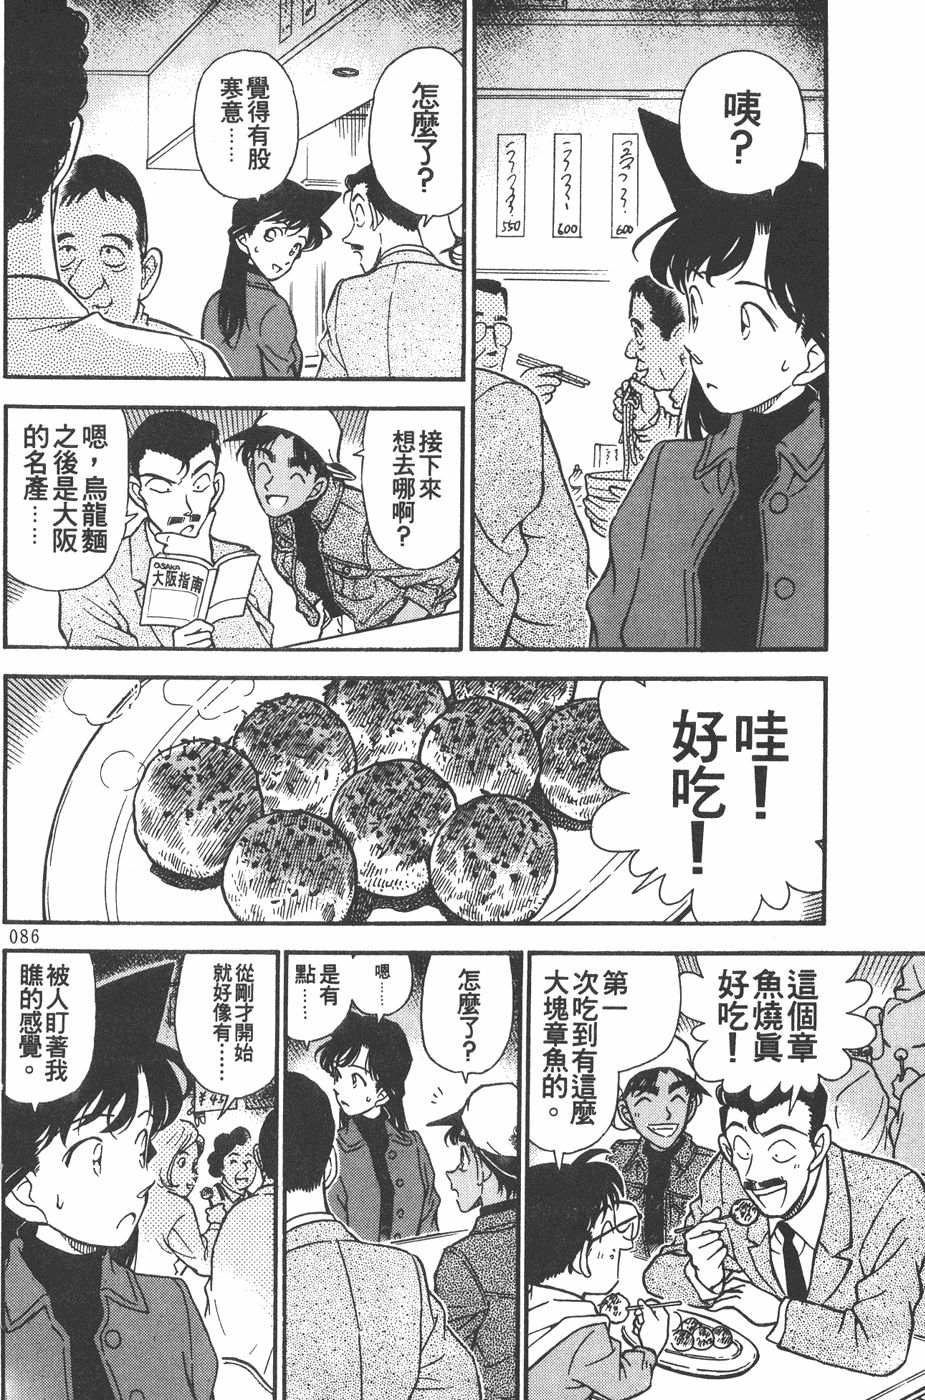 咦？
550
600
600
怎麼了？
覺得有股
寒意……
接下來
想去哪啊？
嗯，烏龍麵
之後是大阪
的名產……
OSAKA
大阪指南
哇！
好吃！
086
這個章
魚燒眞
好吃！
第一
次吃到有這麼
大塊章魚的。
怎麼了？
嗯…
是有
點……
從剛才開始
就好像有……
被人盯著我
瞧的感覺。